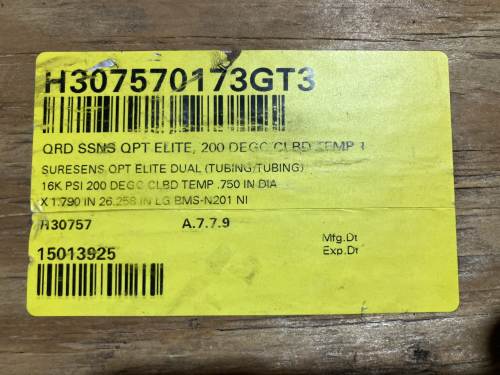 H307570173GT3
QRD SSNS QPT ELITE, 200 DEGC CLBD TEMP 1
SURESENS QPT ELITE DUAL (TUBING/TUBING)
16K PSI 200 DEGC CLBD TEMP .750 IN DIA
X 1.790 IN 26.258 IN LG BMS-N201 NI
H30757 A.7.7.9
Mfg.Dt
Exp.Dt
15013925